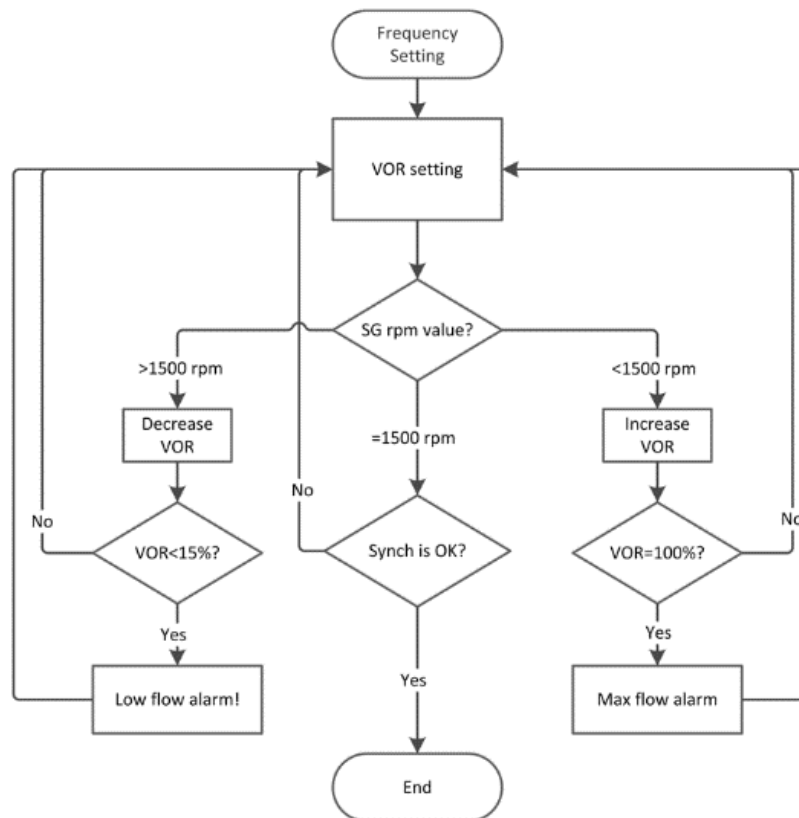 Frequency
Setting
VOR setting
SG rpm value?
>1500 rpm
<1500 rpm
Decrease
VOR
=1500 rpm
Increase
VOR
No
No
No
VOR<15%?
Synch is OK?
VOR=100%?
Yes
Yes
Yes
Low flow alarm!
Max flow alarm
End